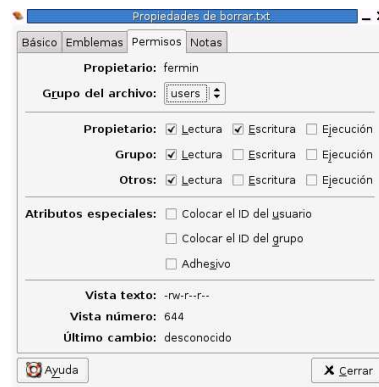 Propiedades de borrar.txt
Básico Emblemas Permisos Notas
Propietario: fermin
Grupo del archivo: users
Propietario: Lectura Escritura Ejecución
Grupo: Lectura Escritura Ejecución
Otros: Lectura Escritura Ejecución
Atributos especiales: Colocar el ID del usuario
Colocar el ID del grupo
Adhesivo
Vista texto: -rw-r--r--
Vista número: 644
Último cambio: desconocido
Ayuda Cerrar